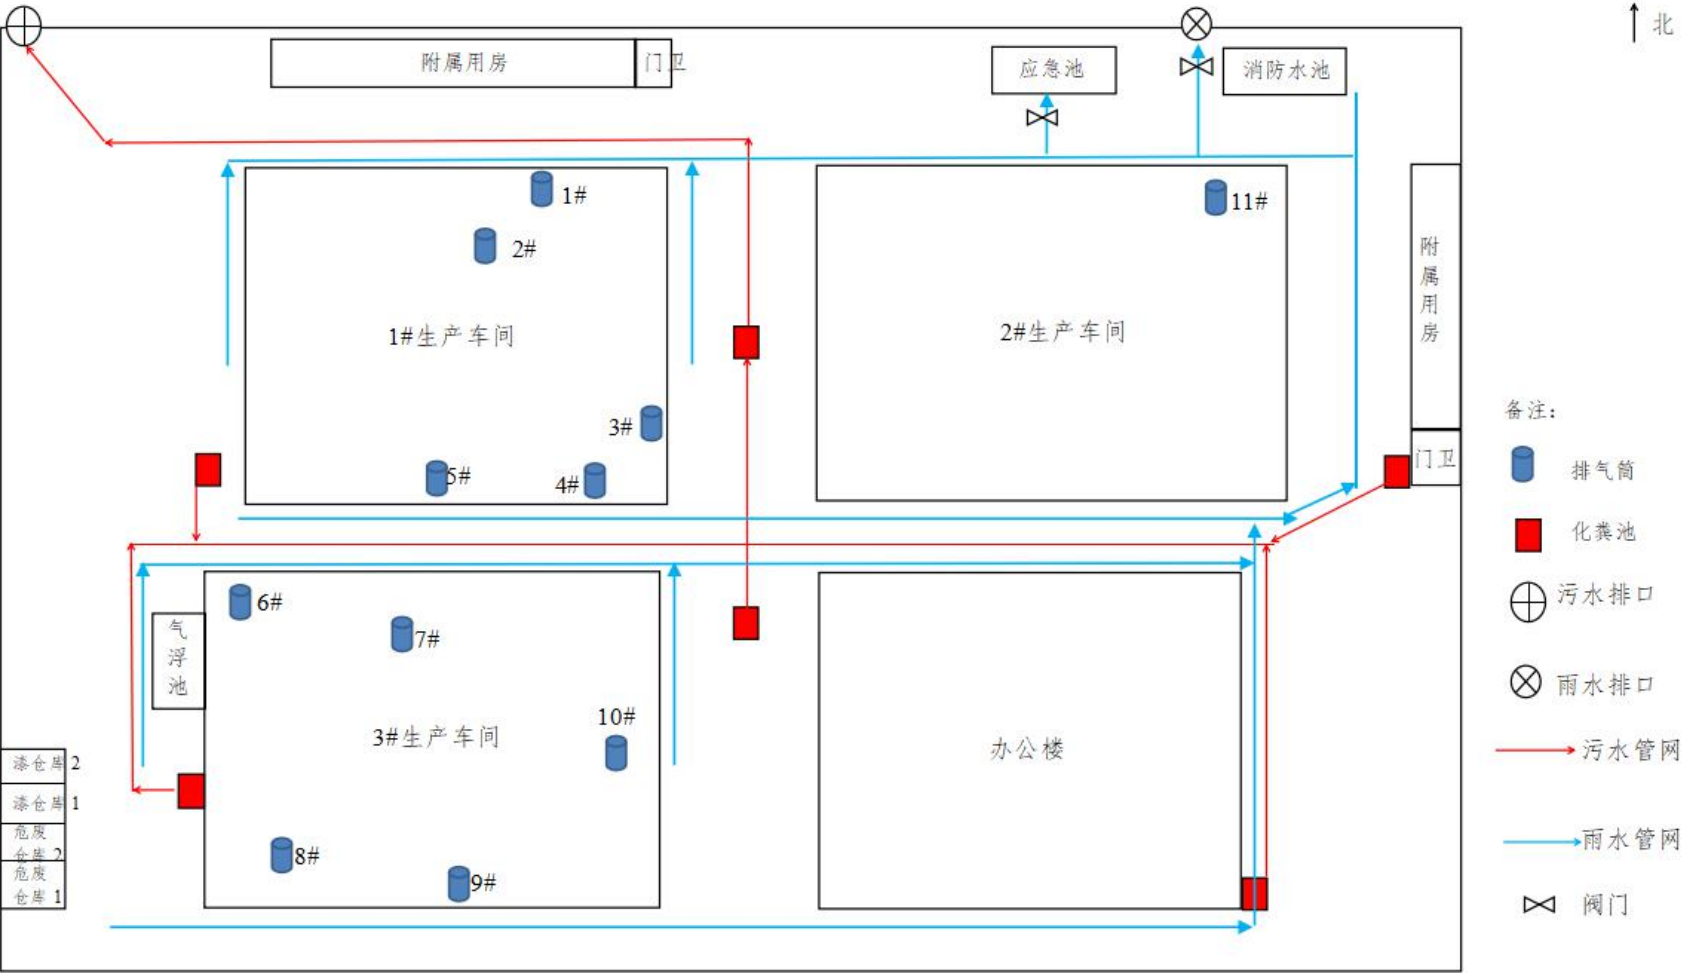 北
附属用房
门卫
应急池
消防水池
1#
2#
11#
1#生产车间
2#生产车间
附属用房
3#
5#
4#
门卫
6#
7#
气浮池
10#
3#生产车间
办公楼
漆仓库 2
漆仓库 1
危废
仓库 2
危废
仓库 1
8#
9#
备注：
排气筒
化粪池
污水排口
雨水排口
污水管网
雨水管网
阀门